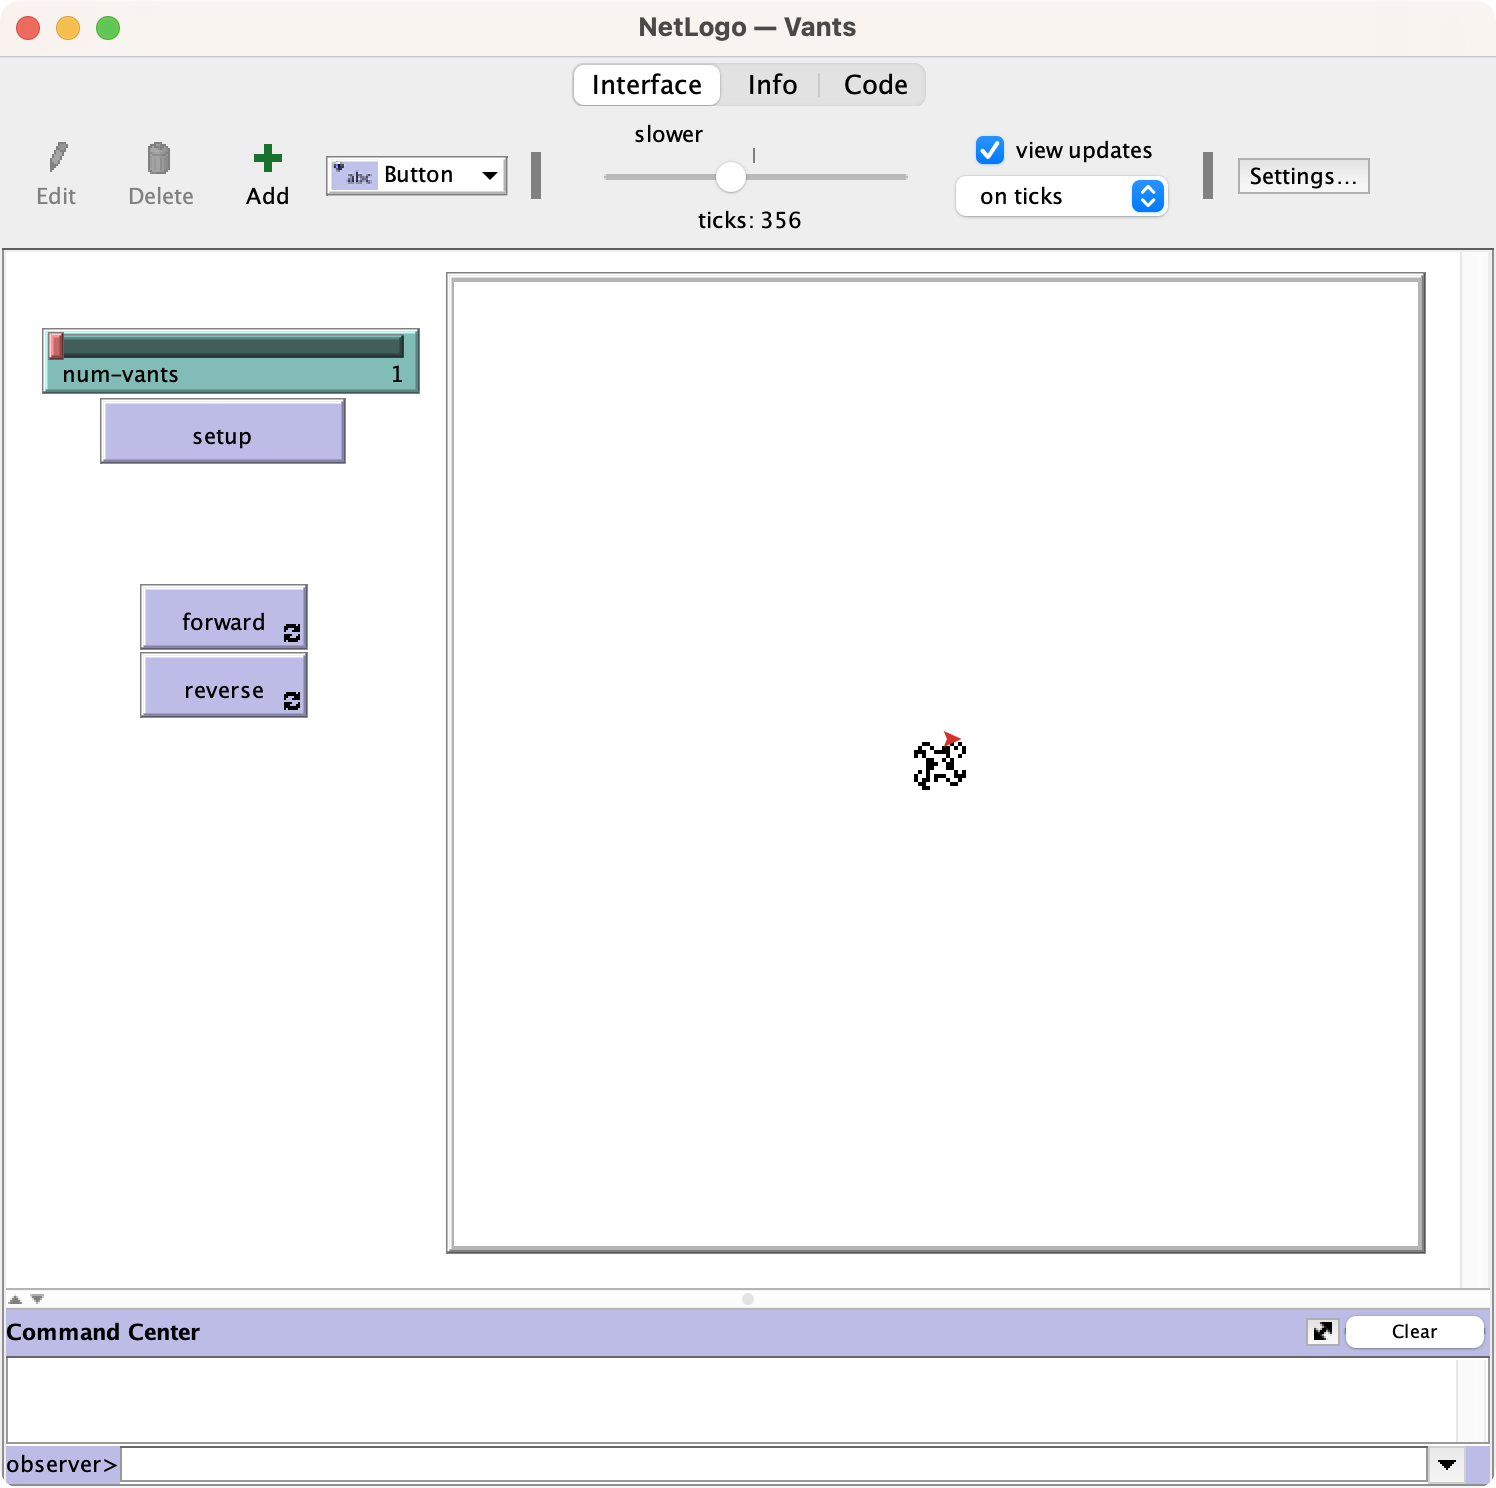 NetLogo — Vants
Interface Info Code
Edit
Delete
Add
abc Button
slower
ticks: 356
view updates
on ticks
Settings...
num-vants 1
setup
forward
reverse
Command Center
Clear
observer>